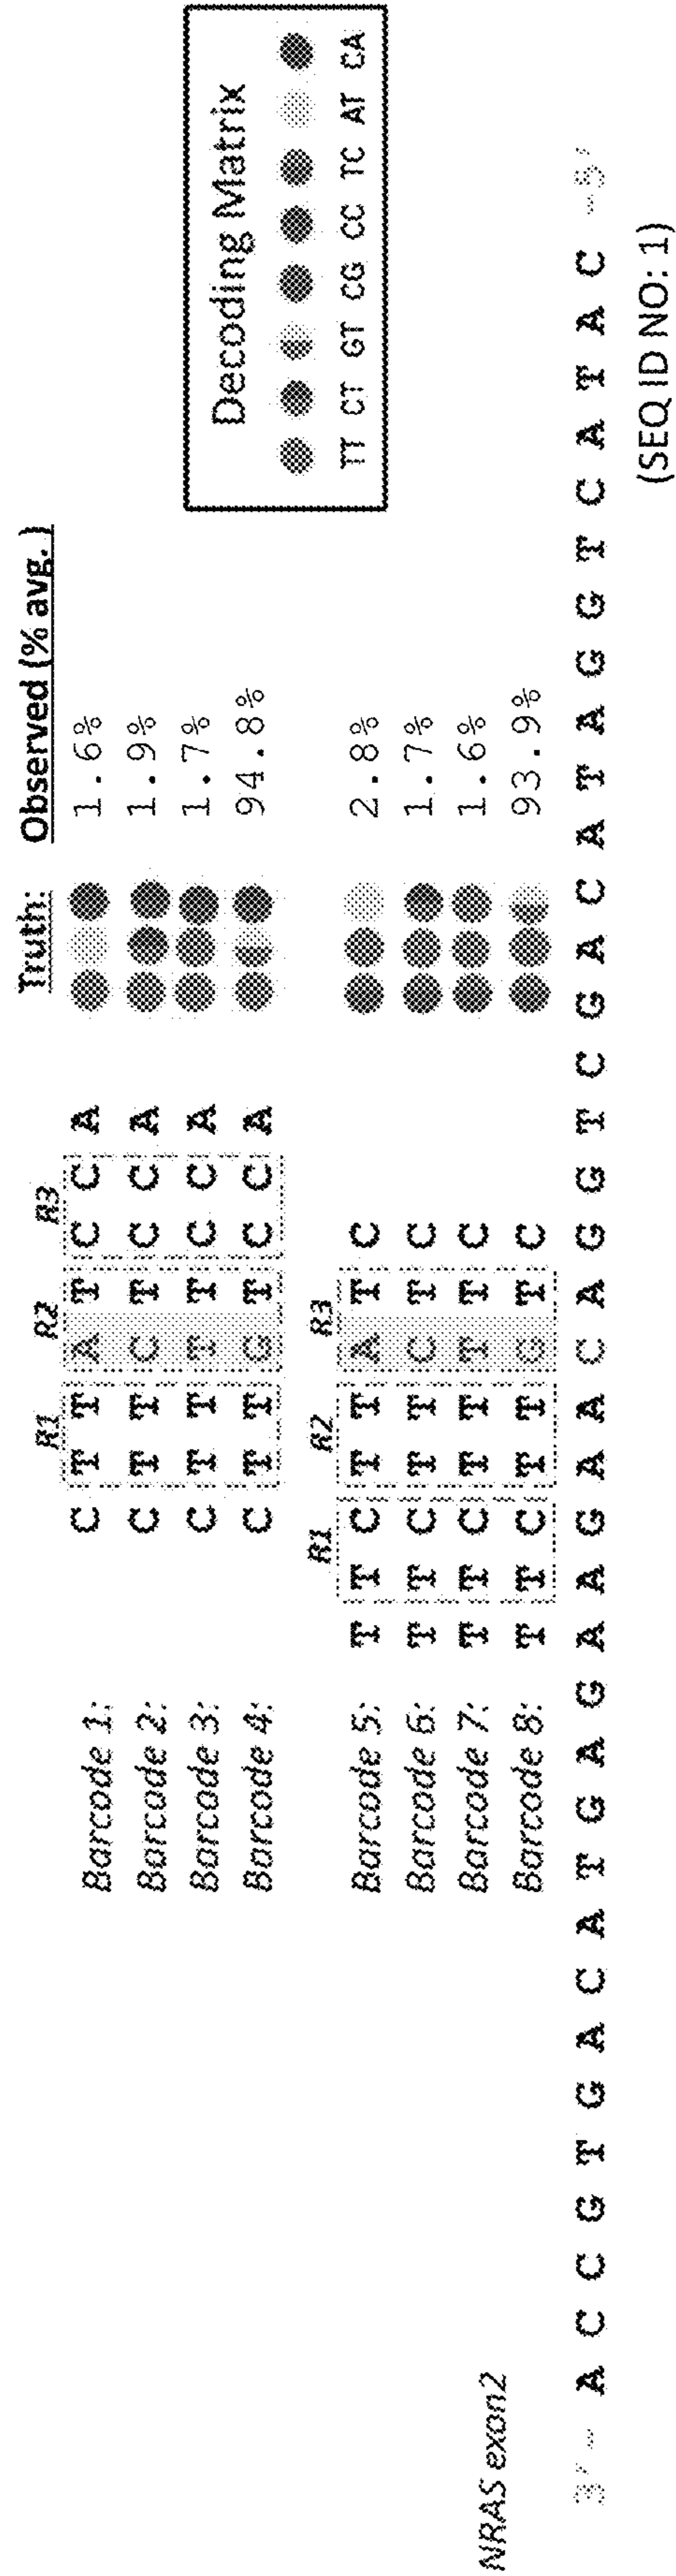 Truth: Observed (% avg. )
R1 R2 R3
Barcode 1: C T T A T C C A 1.6%
Barcode 2: C T T C T C C A 1.9%
Barcode 3: C T T T T C C A 1.7%
Barcode 4: C T T G T C C A 94.8%
R1 R2 R3
Barcode 5: T T C T T A T C 2.8%
Barcode 6: T T C T T C T C 1.7%
Barcode 7: T T C T T T T C 1.6%
Barcode 8: T T C T T G T C 93.9%
Decoding Matrix
TT CT GT CG CC TC AT CA
NRAS exon2
3'- A C C G T G A C A T G A G A A G A A C A G G T C G A C A T A G G T C A T A C -5'
(SEQ ID NO: 1)